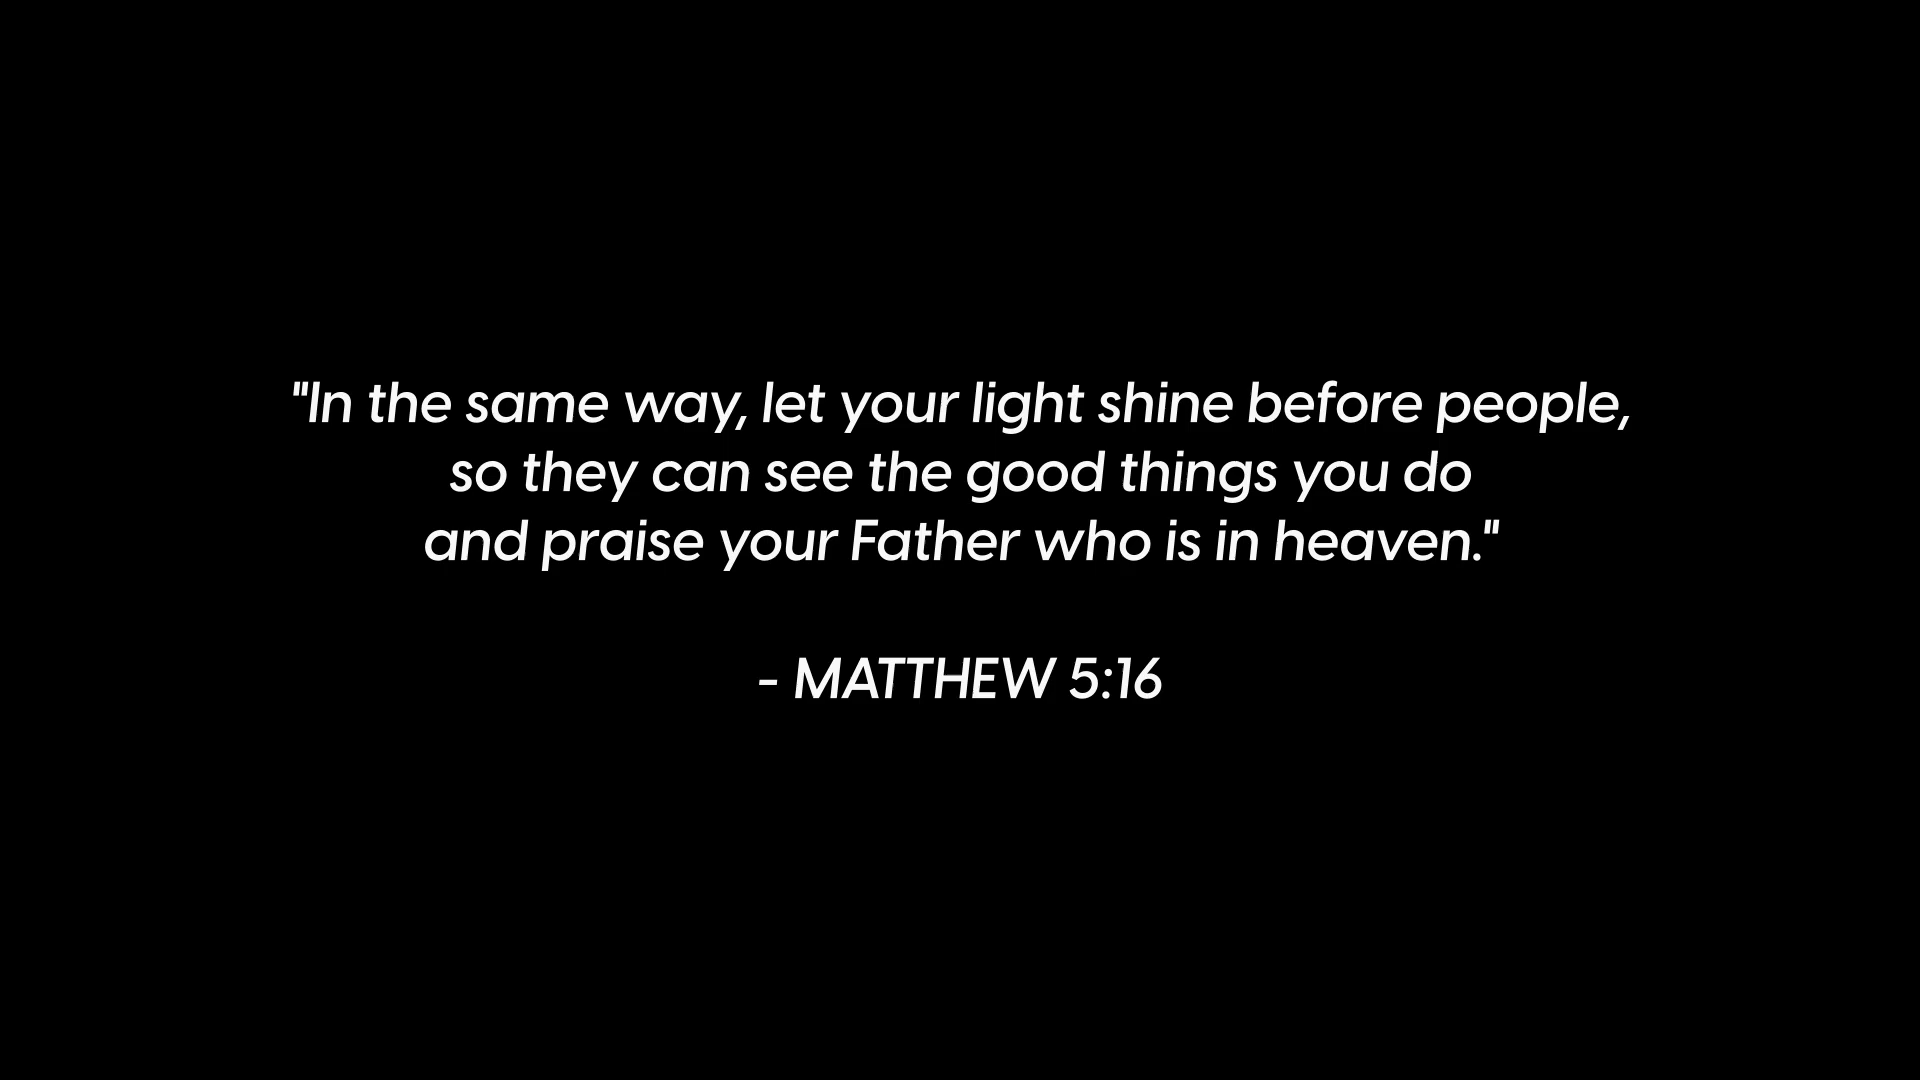 "In the same way, let your light shine before people,
so they can see the good things you do
and praise your Father who is in heaven."
- MATTHEW 5:16